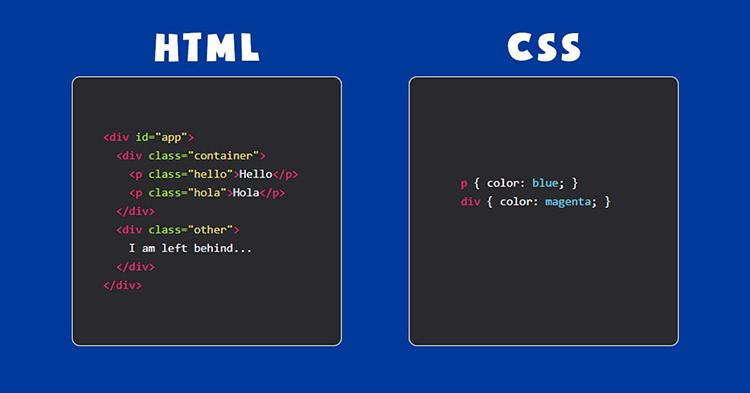 HTML
<div id="app">
<div class="container">
<p class="hello">Hello</p>
<p class="hola">Hola</p>
</div>
<div class="other">
I am left behind...
</div>
</div>
CSS
p { color: blue; }
div { color: magenta; }